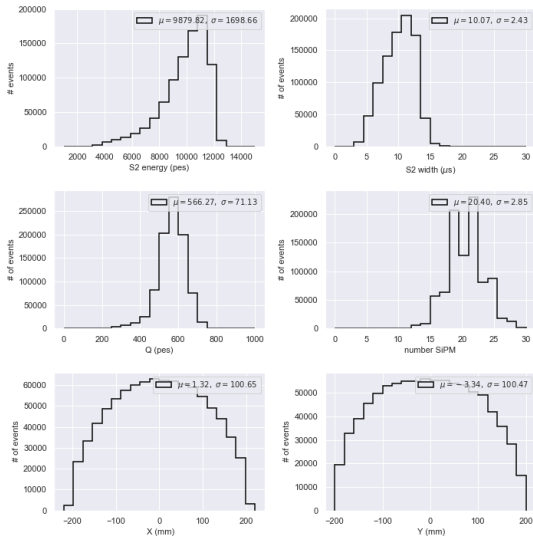 μ = 9879.82, σ = 1698.66
200000
150000
100000
50000
0
# events
2000 4000 6000 8000 10000 12000 14000
S2 energy (pes)
μ = 10.07, σ = 2.43
200000
150000
100000
50000
0
# of events
0 5 10 15 20 25 30
S2 width (μs)
μ = 566.27, σ = 71.13
250000
200000
150000
100000
50000
0
# of events
0 200 400 600 800 1000
Q (pes)
μ = 20.40, σ = 2.85
200000
150000
100000
50000
0
# of events
0 5 10 15 20 25 30
number SiPM
μ = 1.32, σ = 100.65
60000
50000
40000
30000
20000
10000
0
# of events
−200 −100 0 100 200
X (mm)
μ = −3.34, σ = 100.47
50000
40000
30000
20000
10000
0
# of events
−200 −100 0 100 200
Y (mm)